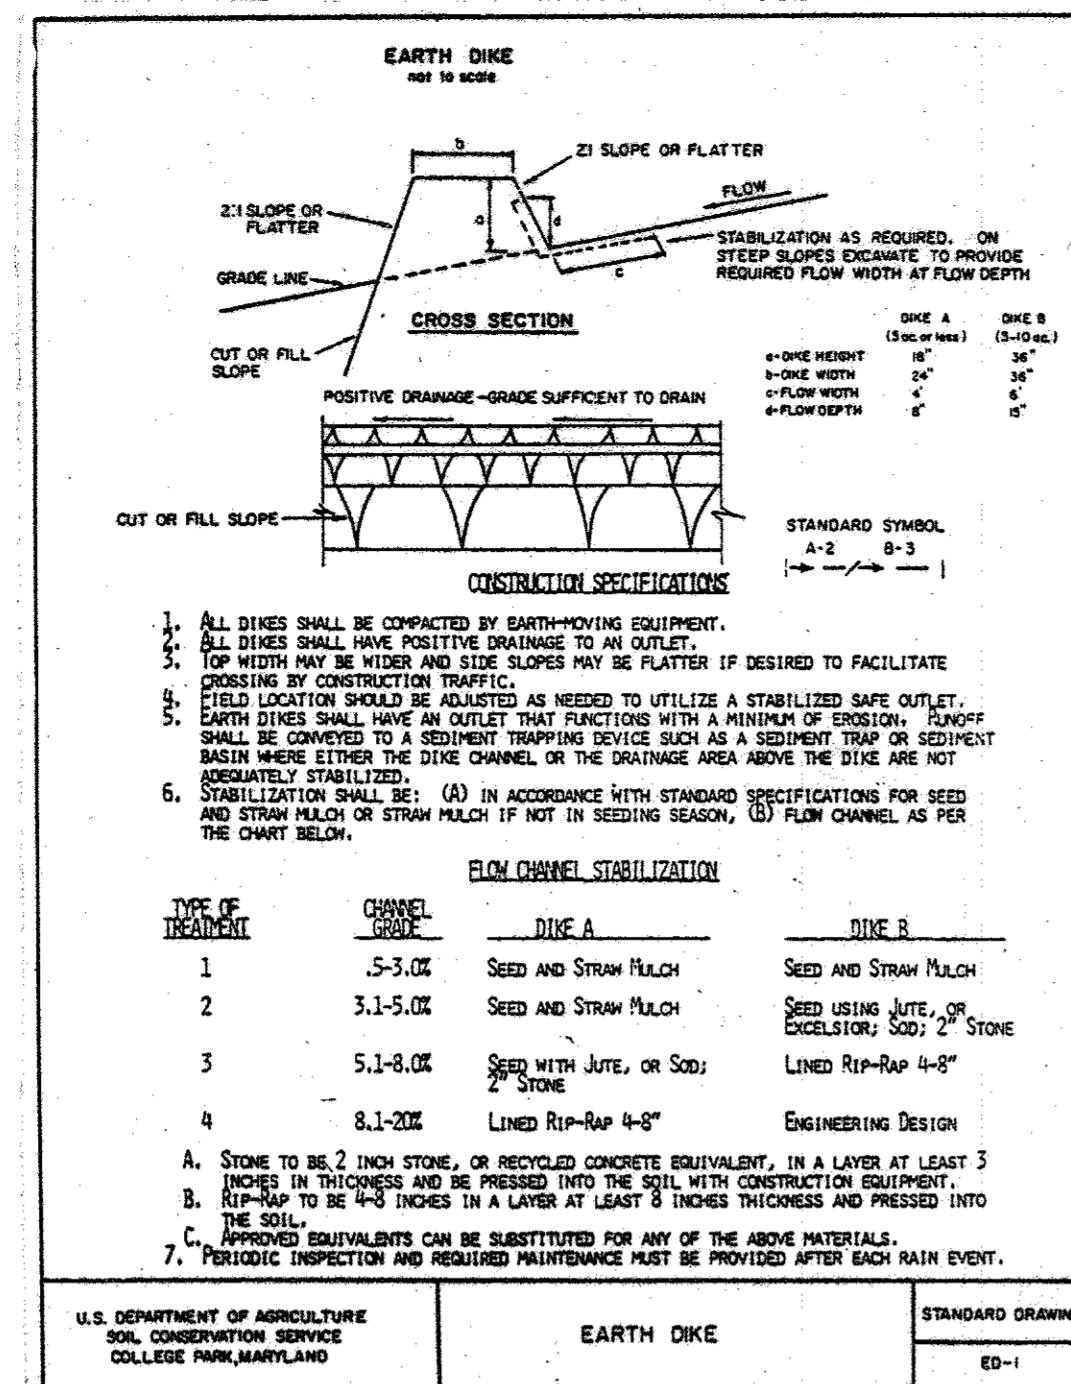 EARTH DIKE
not to scale
b
2:1 SLOPE OR FLATTER
FLOW
2:1 SLOPE OR
FLATTER
a
d
STABILIZATION AS REQUIRED. ON
STEEP SLOPES EXCAVATE TO PROVIDE
REQUIRED FLOW WIDTH AT FLOW DEPTH
GRADE LINE
c
CROSS SECTION
DIKE A DIKE B
(5 ac. or less) (5-10 ac.)
a-DIKE HEIGHT 18" 36"
b-DIKE WIDTH 24" 36"
c-FLOW WIDTH 4' 6'
d-FLOW DEPTH 8" 15"
CUT OR FILL
SLOPE
POSITIVE DRAINAGE-GRADE SUFFICIENT TO DRAIN
CUT OR FILL SLOPE
STANDARD SYMBOL
A-2 B-3
CONSTRUCTION SPECIFICATIONS
1. ALL DIKES SHALL BE COMPACTED BY EARTH-MOVING EQUIPMENT.
2. ALL DIKES SHALL HAVE POSITIVE DRAINAGE TO AN OUTLET.
3. TOP WIDTH MAY BE WIDER AND SIDE SLOPES MAY BE FLATTER IF DESIRED TO FACILITATE
CROSSING BY CONSTRUCTION TRAFFIC.
4. FIELD LOCATION SHOULD BE ADJUSTED AS NEEDED TO UTILIZE A STABILIZED SAFE OUTLET.
5. EARTH DIKES SHALL HAVE AN OUTLET THAT FUNCTIONS WITH A MINIMUM OF EROSION. RUNOFF
SHALL BE CONVEYED TO A SEDIMENT TRAPPING DEVICE SUCH AS A SEDIMENT TRAP OR SEDIMENT
BASIN WHERE EITHER THE DIKE CHANNEL OR THE DRAINAGE AREA ABOVE THE DIKE ARE NOT
ADEQUATELY STABILIZED.
6. STABILIZATION SHALL BE: (A) IN ACCORDANCE WITH STANDARD SPECIFICATIONS FOR SEED
AND STRAW MULCH OR STRAW MULCH IF NOT IN SEEDING SEASON, (B) FLOW CHANNEL AS PER
THE CHART BELOW.
FLOW CHANNEL STABILIZATION
TYPE OF TREATMENT CHANNEL GRADE DIKE A DIKE B
1 .5-3.0% SEED AND STRAW MULCH SEED AND STRAW MULCH
2 3.1-5.0% SEED AND STRAW MULCH SEED USING JUTE, OR
EXCELSIOR; SOD; 2" STONE
3 5.1-8.0% SEED WITH JUTE, OR SOD; LINED RIP-RAP 4-8"
2" STONE
4 8.1-20% LINED RIP-RAP 4-8" ENGINEERING DESIGN
A. STONE TO BE 2 INCH STONE, OR RECYCLED CONCRETE EQUIVALENT, IN A LAYER AT LEAST 3
INCHES IN THICKNESS AND BE PRESSED INTO THE SOIL WITH CONSTRUCTION EQUIPMENT.
B. RIP-RAP TO BE 4-8 INCHES IN A LAYER AT LEAST 8 INCHES THICKNESS AND PRESSED INTO
THE SOIL.
C. APPROVED EQUIVALENTS CAN BE SUBSTITUTED FOR ANY OF THE ABOVE MATERIALS.
7. PERIODIC INSPECTION AND REQUIRED MAINTENANCE MUST BE PROVIDED AFTER EACH RAIN EVENT.
U.S. DEPARTMENT OF AGRICULTURE
SOIL CONSERVATION SERVICE
COLLEGE PARK, MARYLAND
EARTH DIKE
STANDARD DRAWIN
ED-1